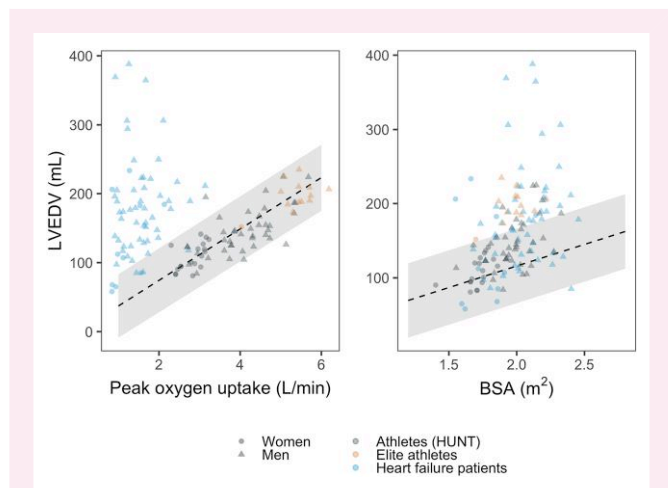 400
300
200
100
0
LVEDV (mL)
2
4
6
Peak oxygen uptake (L/min)
400
300
200
100
1.5
2.0
2.5
BSA (m²)
Women
Men
Athletes (HUNT)
Elite athletes
Heart failure patients